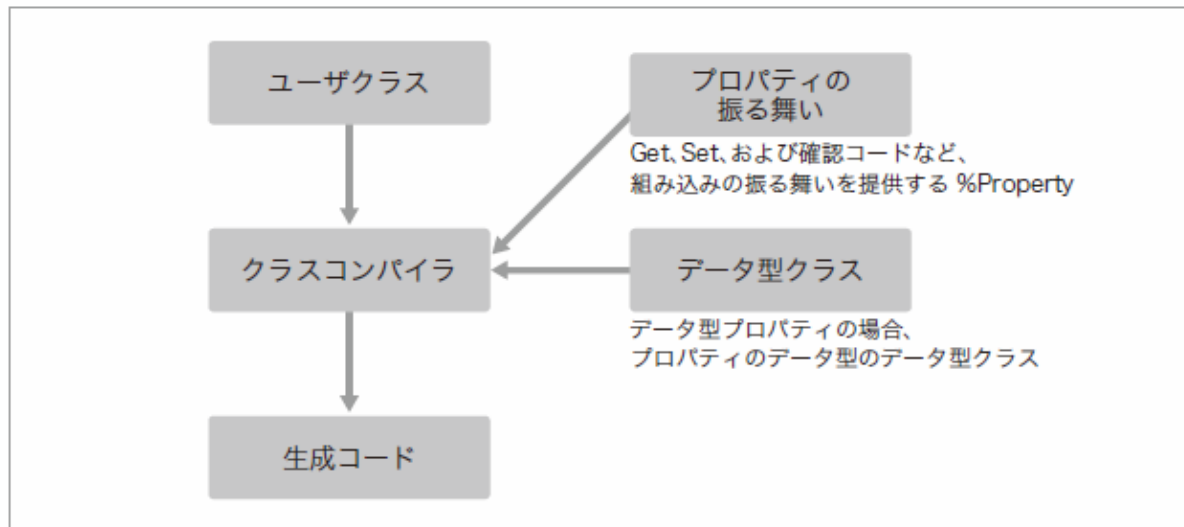 ユーザクラス
プロパティの
振る舞い
Get、Set、および確認コードなど、
組み込みの振る舞いを提供する %Property
クラスコンパイラ
データ型クラス
データ型プロパティの場合、
プロパティのデータ型のデータ型クラス
生成コード